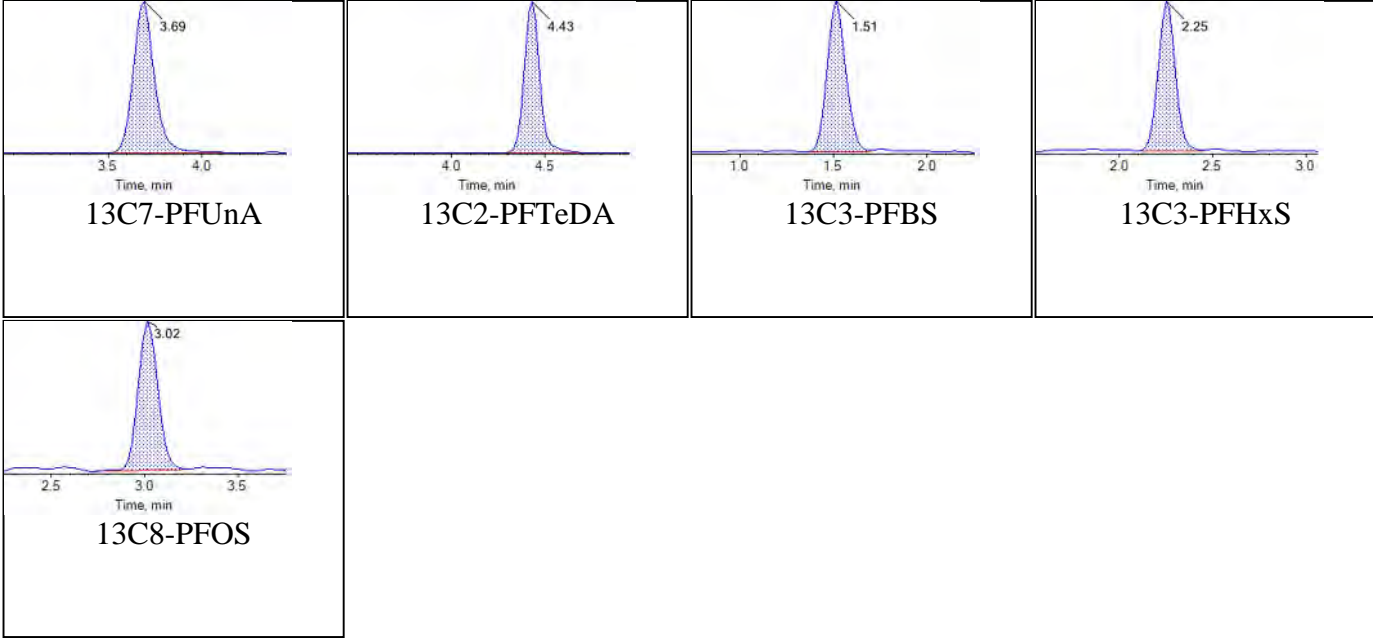 3.69
3.5 4.0
Time, min
13C7-PFUnA
4.43
4.0 4.5
Time, min
13C2-PFTeDA
1.51
1.0 1.5 2.0
Time, min
13C3-PFBS
2.25
2.0 2.5 3.0
Time, min
13C3-PFHxS
3.02
2.5 3.0 3.5
Time, min
13C8-PFOS